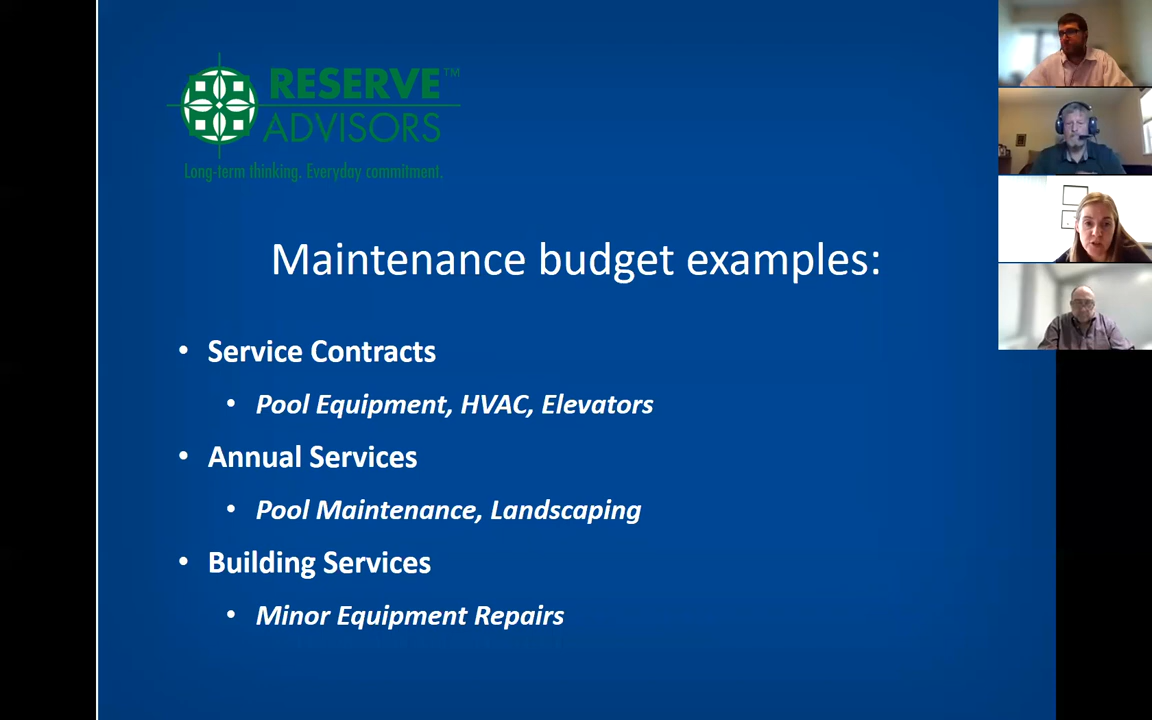 RESERVE™
ADVISORS
Long-term thinking. Everyday commitment.
Maintenance budget examples:
• Service Contracts
• Pool Equipment, HVAC, Elevators
• Annual Services
• Pool Maintenance, Landscaping
• Building Services
• Minor Equipment Repairs